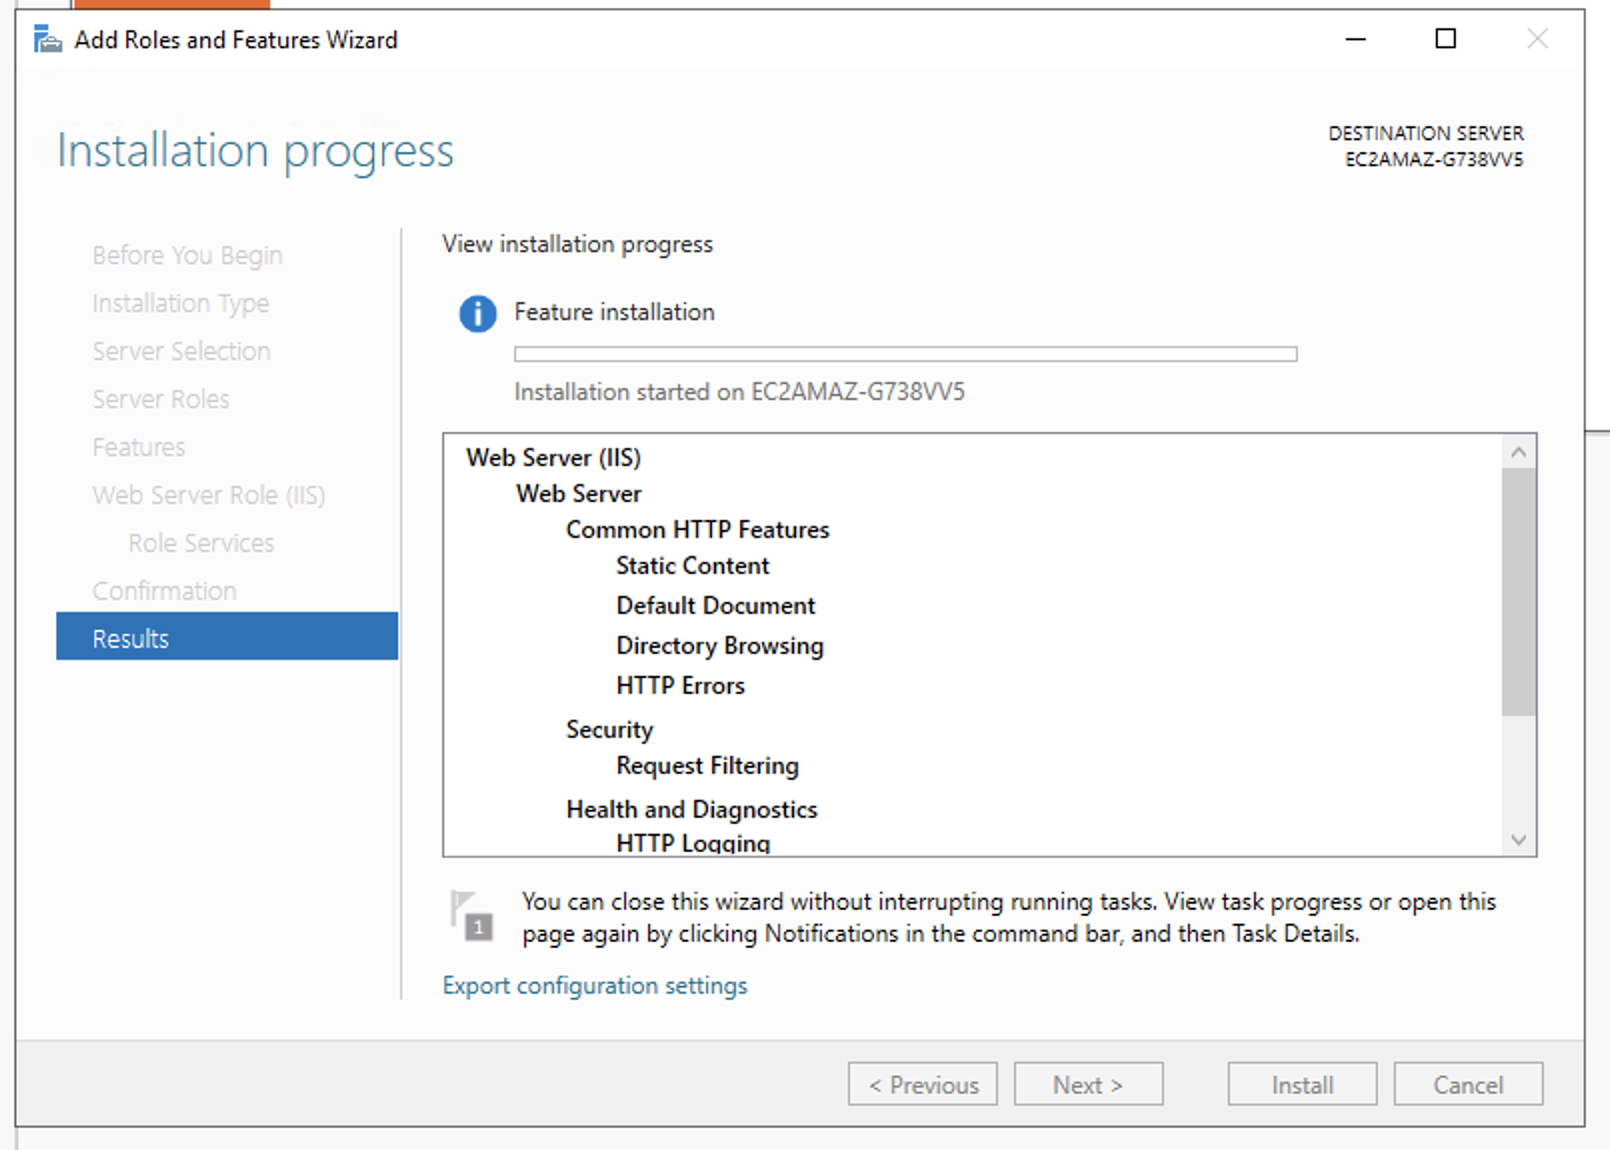 Add Roles and Features Wizard
Installation progress
DESTINATION SERVER
EC2AMAZ-G738VV5
Before You Begin
Installation Type
Server Selection
Server Roles
Features
Web Server Role (IIS)
Role Services
Confirmation
Results
View installation progress
Feature installation
Installation started on EC2AMAZ-G738VV5
Web Server (IIS)
Web Server
Common HTTP Features
Static Content
Default Document
Directory Browsing
HTTP Errors
Security
Request Filtering
Health and Diagnostics
HTTP Logging
1
You can close this wizard without interrupting running tasks. View task progress or open this
page again by clicking Notifications in the command bar, and then Task Details.
Export configuration settings
< Previous
Next >
Install
Cancel